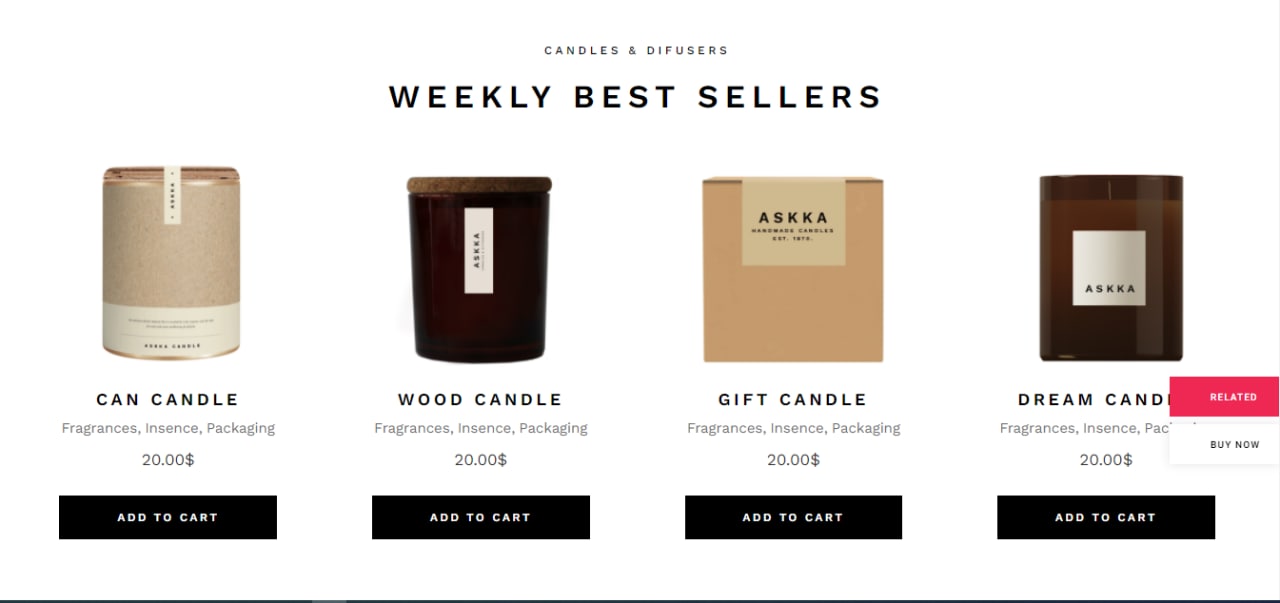 CANDLES & DIFUSERS
WEEKLY BEST SELLERS
ASKKA
ASKKA CANDLE
ASKKA
ASKKA
HANDMADE CANDLES
EST. 1870.
ASKKA
CAN CANDLE
WOOD CANDLE
GIFT CANDLE
DREAM CAND
RELATED
Fragrances, Insence, Packaging
Fragrances, Insence, Packaging
Fragrances, Insence, Packaging
Fragrances, Insence, Pac
BUY NOW
20.00$
20.00$
20.00$
20.00$
ADD TO CART
ADD TO CART
ADD TO CART
ADD TO CART